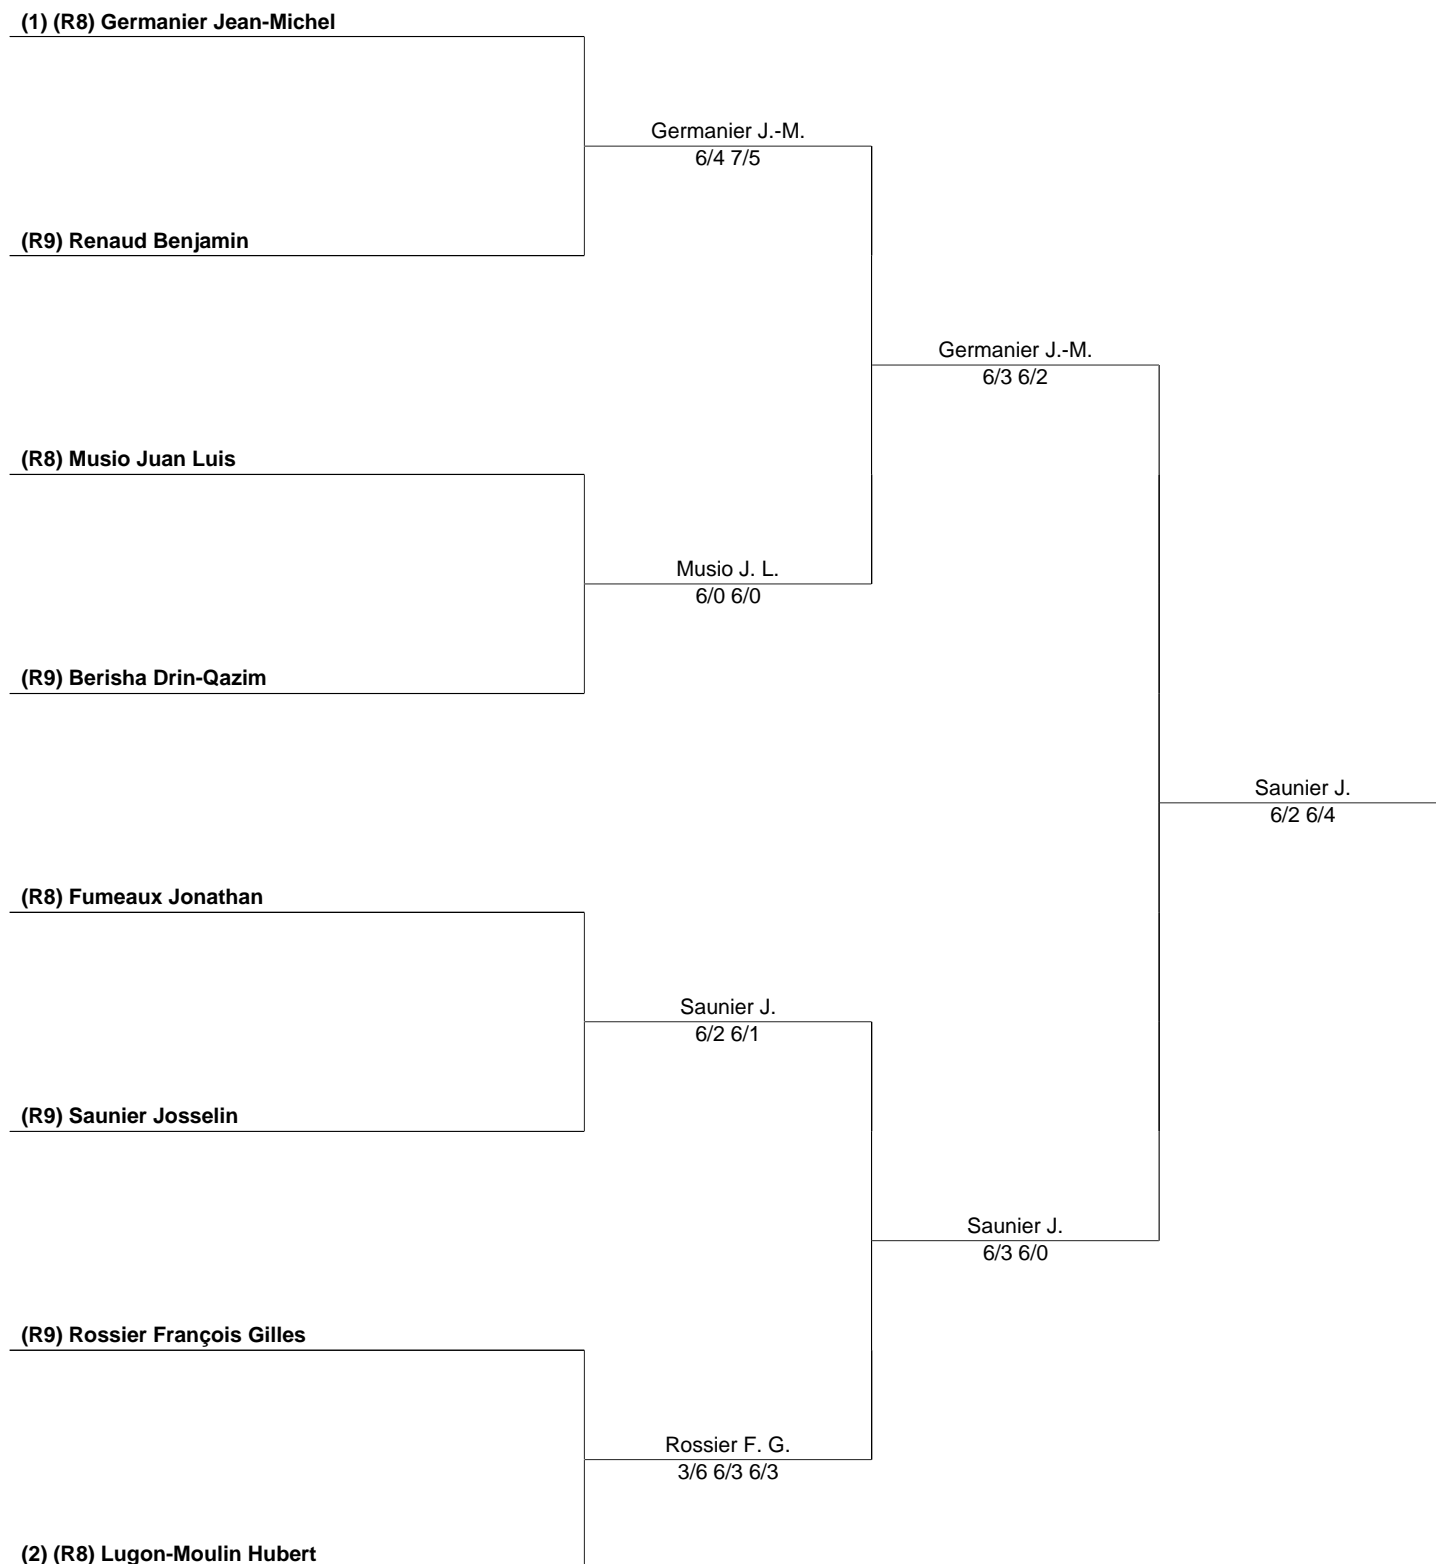 (1) (R8) Germanier Jean-Michel
Germanier J.-M.
6/4 7/5
(R9) Renaud Benjamin
Germanier J.-M.
6/3 6/2
(R8) Musio Juan Luis
Musio J. L.
6/0 6/0
(R9) Berisha Drin-Qazim
Saunier J.
6/2 6/4
(R8) Fumeaux Jonathan
Saunier J.
6/2 6/1
(R9) Saunier Josselin
Saunier J.
6/3 6/0
(R9) Rossier François Gilles
Rossier F. G.
3/6 6/3 6/3
(2) (R8) Lugon-Moulin Hubert